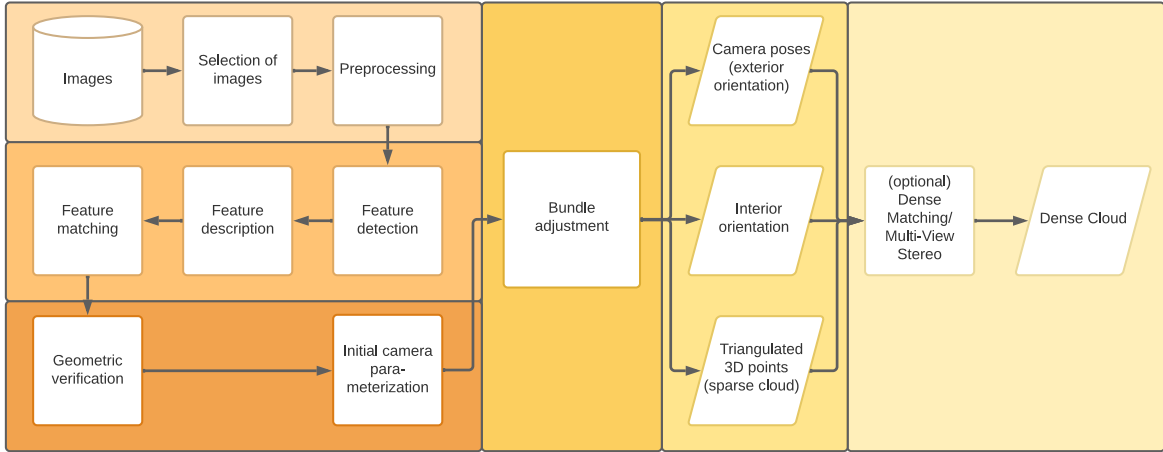 Images
Selection of
images
Preprocessing
Feature
matching
Feature
description
Feature
detection
Geometric
verification
Initial camera
para-
meterization
Bundle
adjustment
Camera poses
(exterior
orientation)
Interior
orientation
Triangulated
3D points
(sparse cloud)
(optional)
Dense
Matching/
Multi-View
Stereo
Dense Cloud